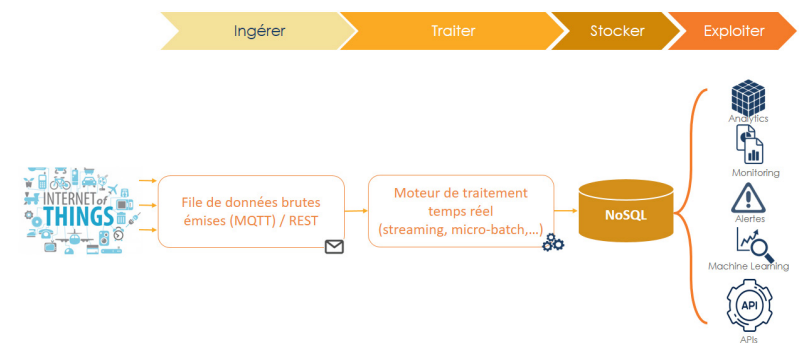 Ingérer
Traiter
Stocker
Exploiter
INTERNET of
THINGS
File de données brutes
émises (MQTT) / REST
Moteur de traitement
temps réel
(streaming, micro-batch,...)
NoSQL
Analytics
Monitoring
Alertes
Machine Learning
API
APIs